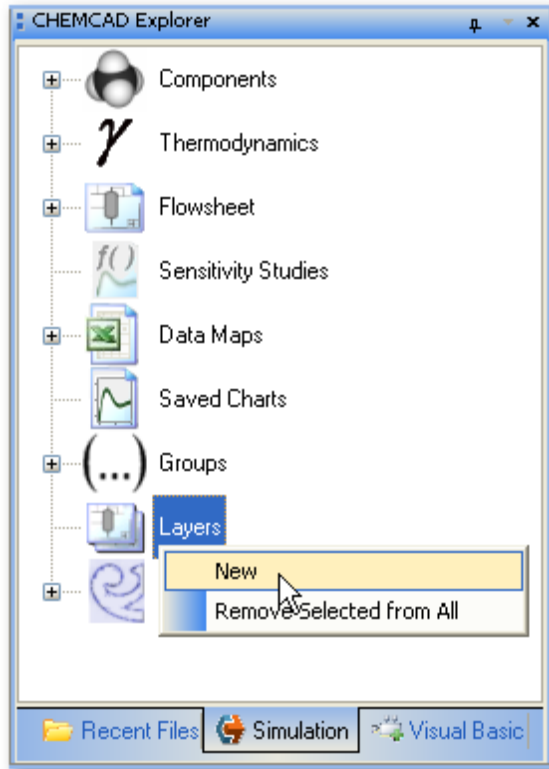 CHEMCAD Explorer
Components
γ
Thermodynamics
Flowsheet
f()
Sensitivity Studies
Data Maps
Saved Charts
(...)
Groups
Layers
New
Remove Selected from All
Recent Files
Simulation
Visual Basic